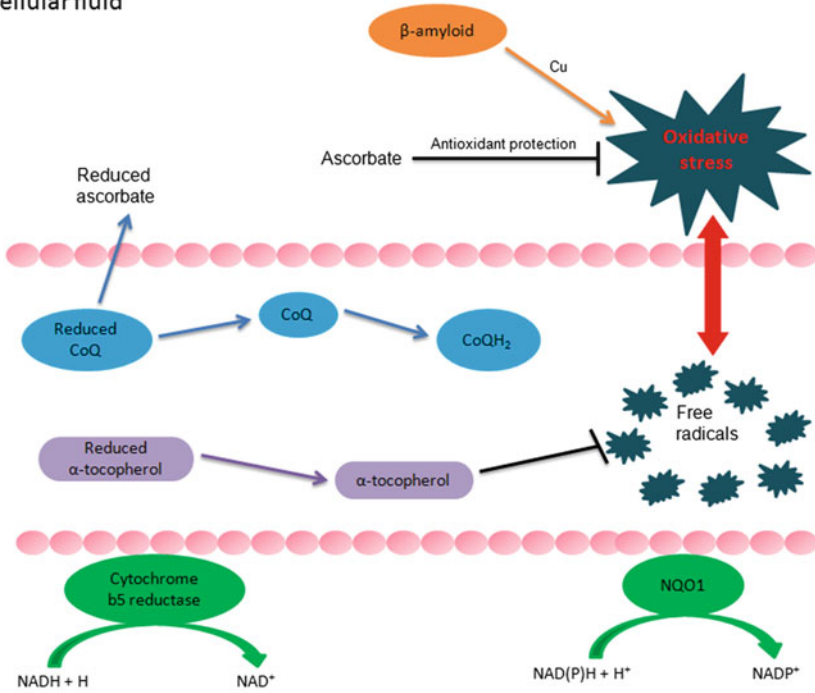 β-amyloid
Cu
Oxidative
stress
Antioxidant protection
Ascorbate
Reduced
ascorbate
Reduced
CoQ
CoQ
CoQH₂
Free
radicals
Reduced
α-tocopherol
α-tocopherol
Cytochrome
b5 reductase
NQO1
NADH + H
NAD⁺
NAD(P)H + H⁺
NADP⁺